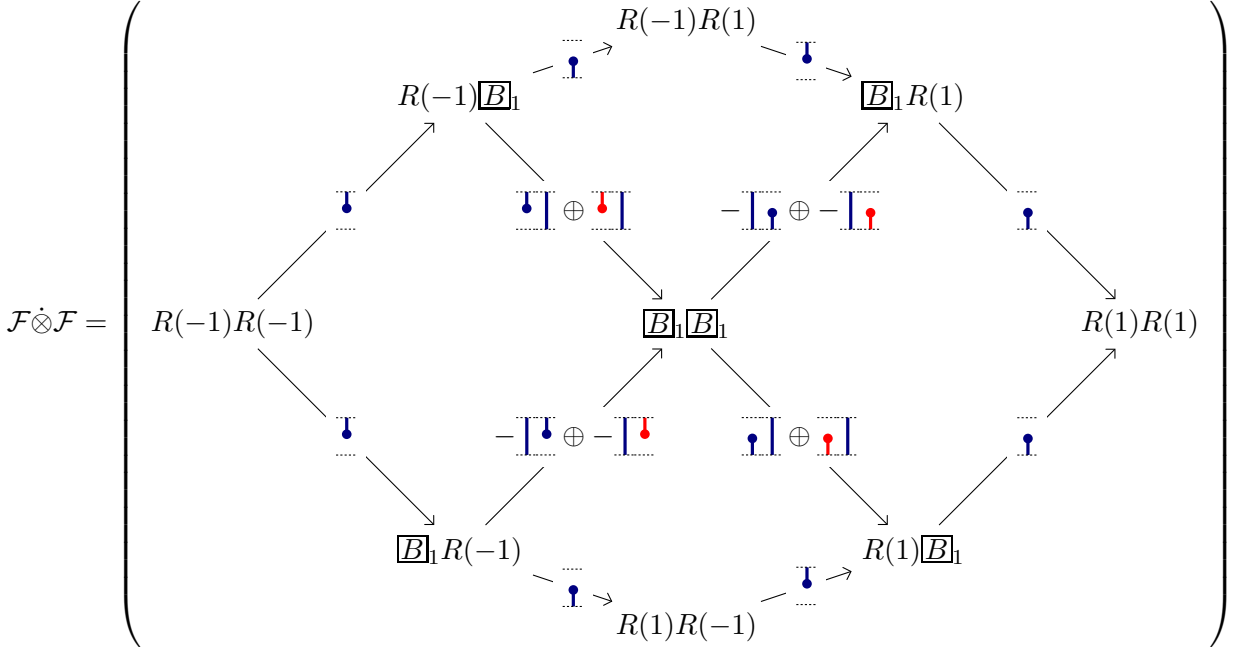 R(−1)R(1)
R(−1)B₁ B₁R(1)
⊕ − ⊕ −
ℱ⊗̇ℱ = ( R(−1)R(−1) B₁B₁ R(1)R(1) )
− ⊕ − ⊕
B₁R(−1) R(1)B₁
R(1)R(−1)